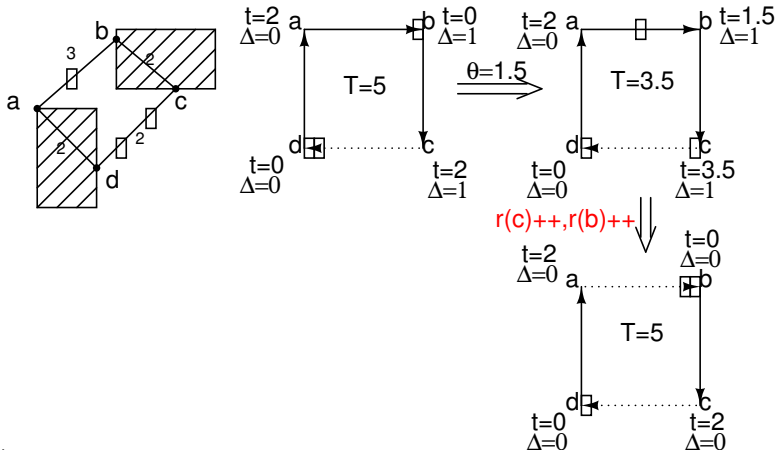 b
3
2
a
c
2
2
d
t=2
Δ=0
a
b
t=0
Δ=1
T=5
d
c
t=0
Δ=0
t=2
Δ=1
θ=1.5
t=2
Δ=0
a
b
t=1.5
Δ=1
T=3.5
d
c
t=0
Δ=0
t=3.5
Δ=1
r(c)++,r(b)++
t=2
Δ=0
a
t=0
Δ=0
b
T=5
d
c
t=0
Δ=0
t=2
Δ=0